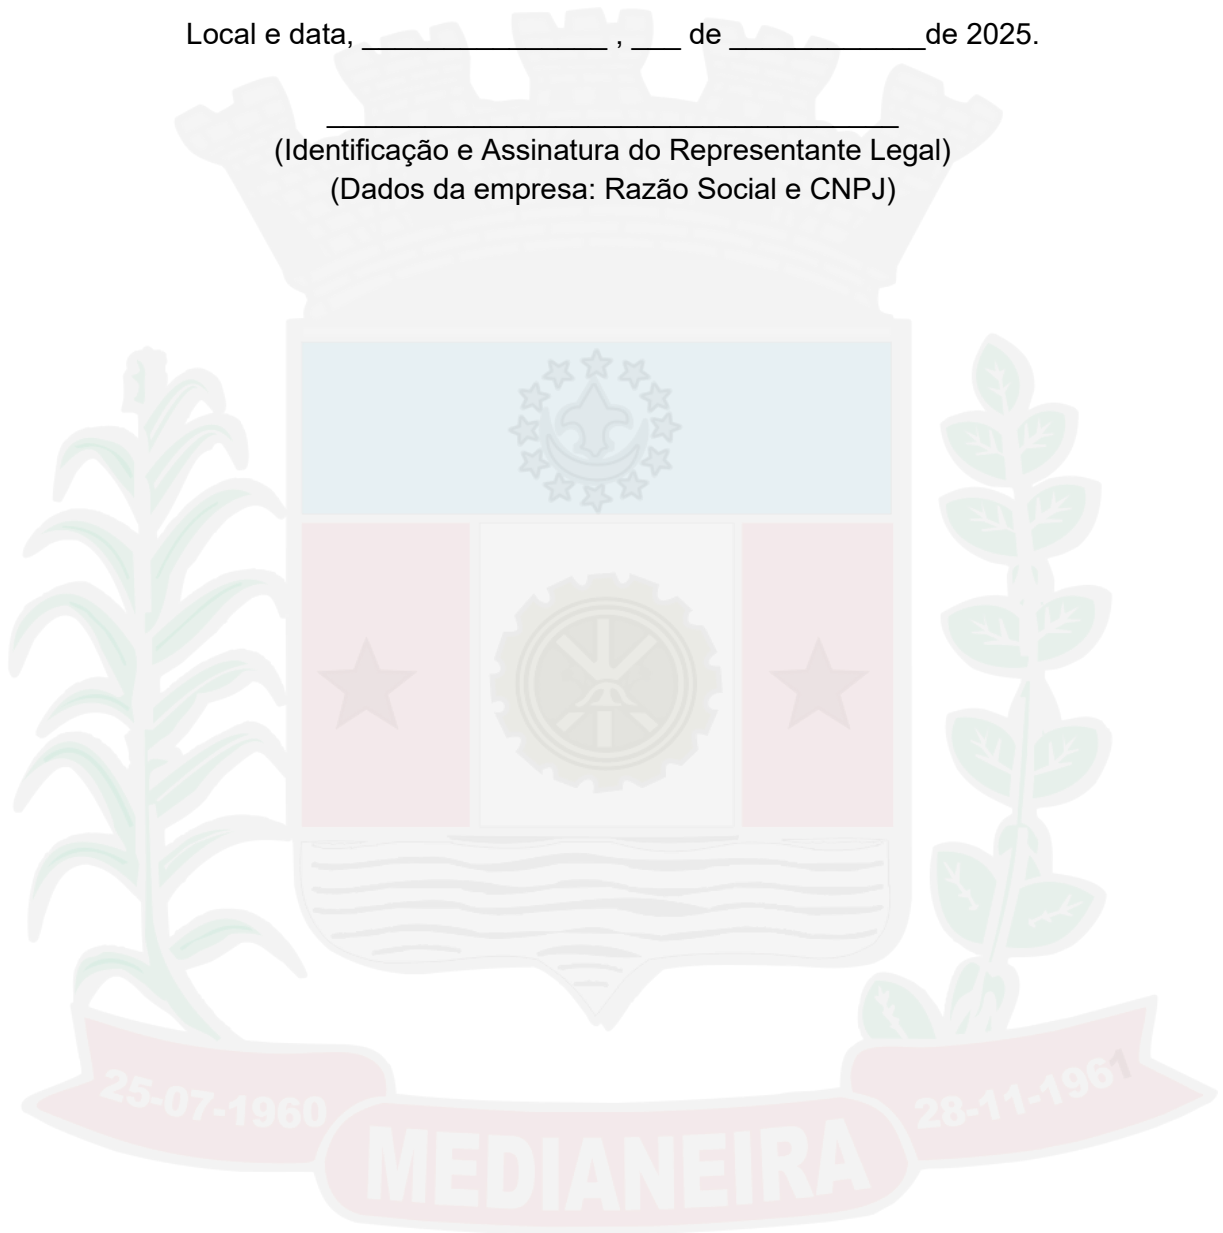 Local e data, _______________ , ___ de ____________de 2025.
___________________________________
(Identificação e Assinatura do Representante Legal)
(Dados da empresa: Razão Social e CNPJ)
25-07-1960
28-11-1961
MEDIANEIRA